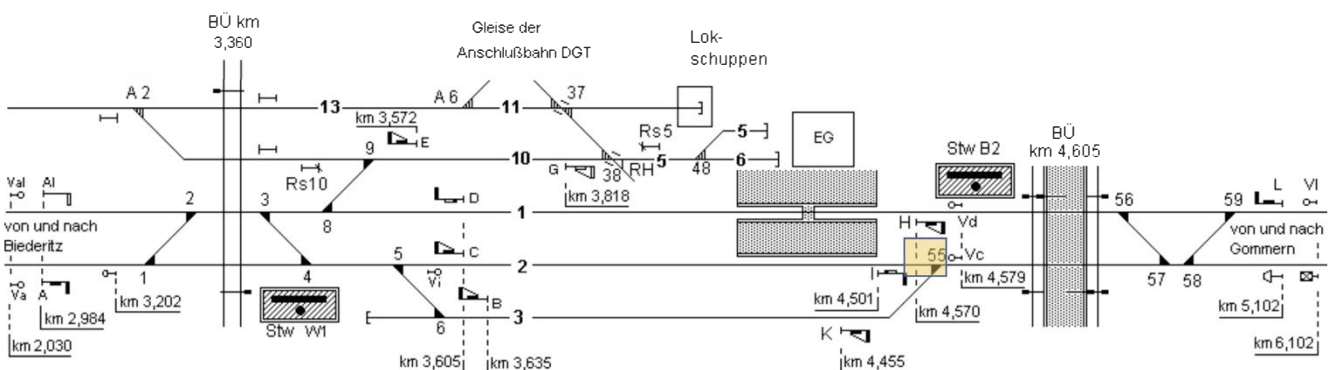 BÜ km
3,360
Gleise der
Anschlußbahn DGT
Lok-
schuppen
A 2
13
A 6
11
37
km 3,572
E
Rs5
5
EG
BÜ
km 4,605
Stw B2
9
10
Rs10
G
38
RH
5
48
6
km 3,818
VaI
AI
2
3
8
D
1
H
Vd
56
59
L
VI
von und nach
Biederitz
von und nach
Gommern
C
5
2
55
Vc
1
4
Vi
I
57
58
Va
A
km 3,202
km 4,501
km 4,579
km 5,102
km 2,984
B
km 4,570
km 2,030
Stw W1
6
3
K
km 6,102
km 3,605
km 3,635
km 4,455